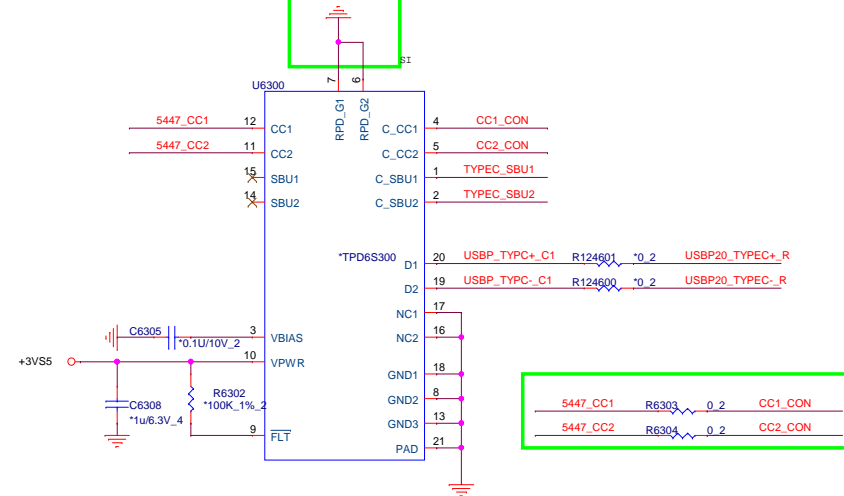 SI
U6300
7
6
RPD_G1
RPD_G2
5447_CC1
12
CC1
C_CC1
4
CC1_CON
5447_CC2
11
CC2
C_CC2
5
CC2_CON
15
SBU1
C_SBU1
1
TYPEC_SBU1
14
SBU2
C_SBU2
2
TYPEC_SBU2
*TPD6S300
D1
20
USBP_TYPC+_C1
R124601
*0_2
USBP20_TYPEC+_R
D2
19
USBP_TYPC-_C1
R124600
*0_2
USBP20_TYPEC-_R
NC1
17
C6305
*0.1U/10V_2
3
VBIAS
NC2
16
+3VS5
10
VPWR
GND1
18
R6302
*100K_1%_2
GND2
8
C6308
*1u/6.3V_4
GND3
13
9
FLT
PAD
21
5447_CC1
R6303
0_2
CC1_CON
5447_CC2
R6304
0_2
CC2_CON